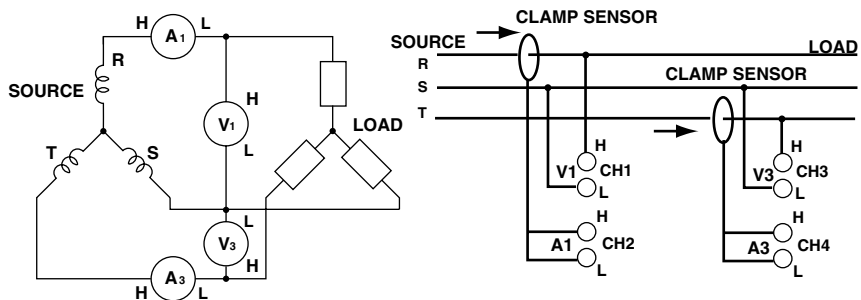 H A1 L
R
SOURCE
H
V1
L
LOAD
T S
L
V3
H
H A3 L
CLAMP SENSOR
SOURCE
R
LOAD
CLAMP SENSOR
S
T
H
V1 CH1
L
H
A1 CH2
L
H
V3 CH3
L
H
A3 CH4
L